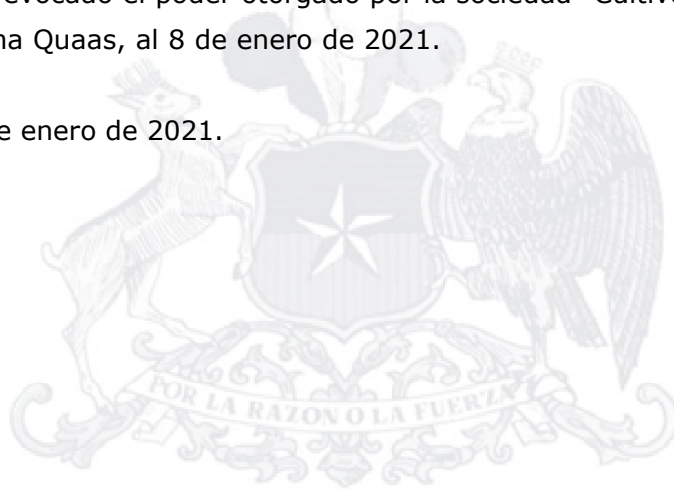 revocado el poder otorgado por la sociedad "Cultivo
na Quaas, al 8 de enero de 2021.
e enero de 2021.
POR LA RAZON O LA FUERZA